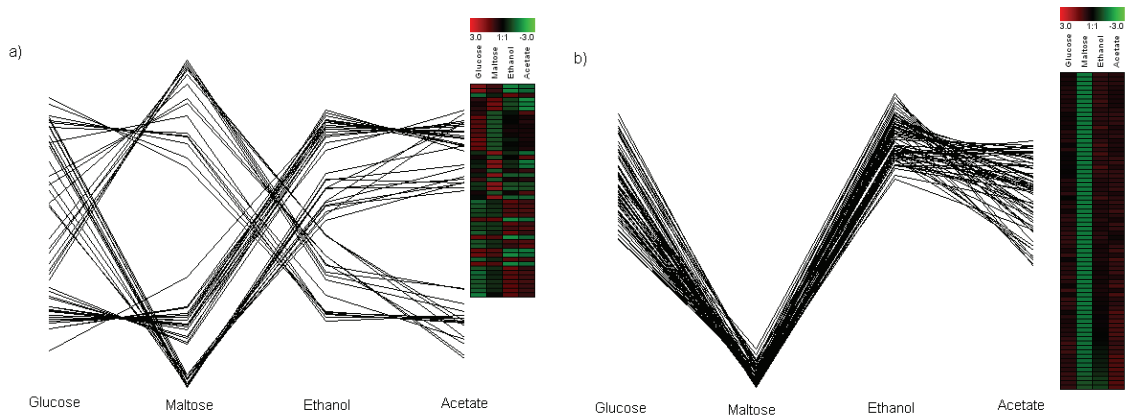 a)
3.0 1:1 -3.0
Glucose
Maltose
Ethanol
Acetate
Glucose Maltose Ethanol Acetate
b)
3.0 1:1 -3.0
Glucose
Maltose
Ethanol
Acetate
Glucose Maltose Ethanol Acetate